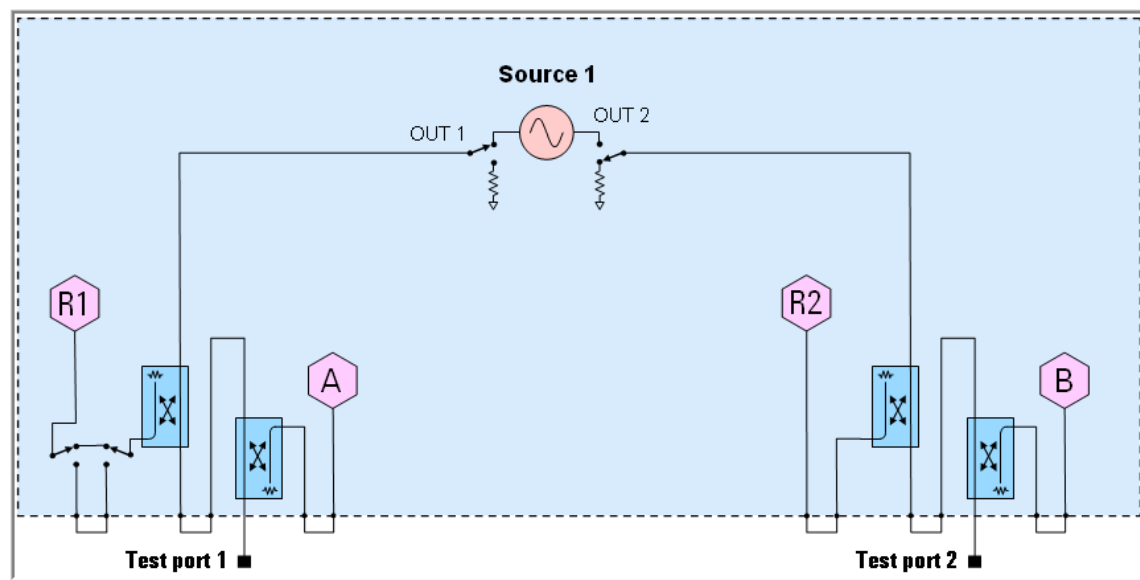 Source 1
OUT 1
OUT 2
R1
R2
A
B
Test port 1
Test port 2